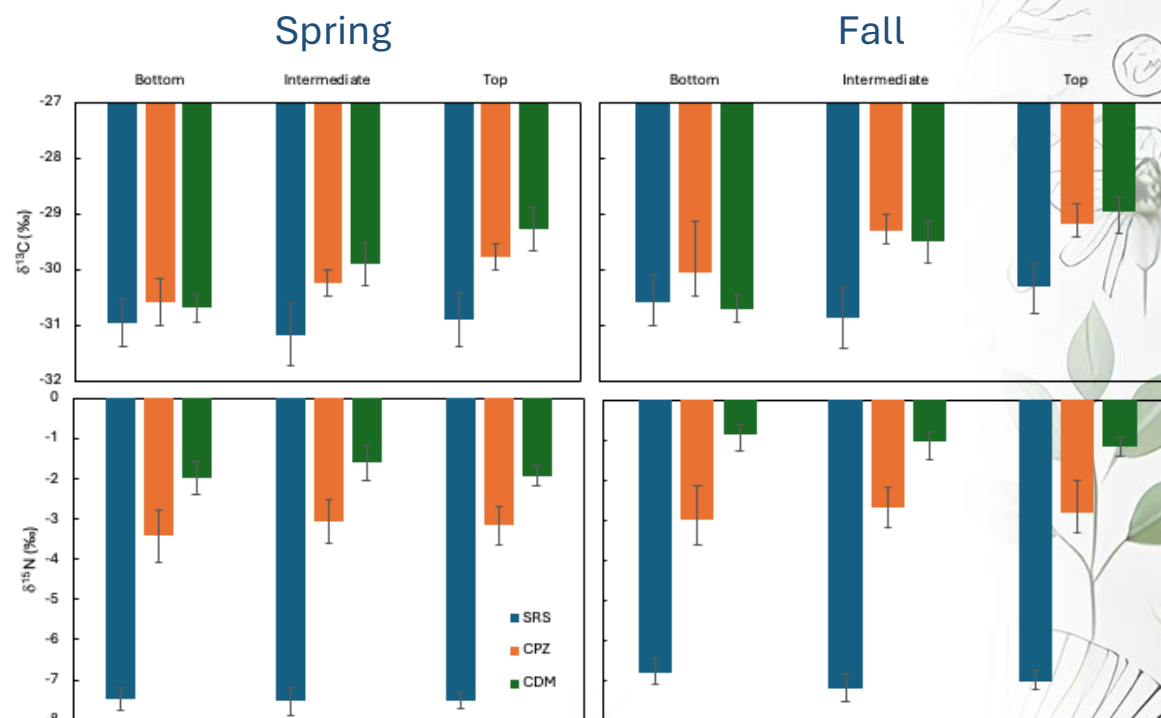 Spring
Fall
Bottom Intermediate Top
Bottom Intermediate Top
-27
-28
-29
-30
-31
-32
δ¹³C (‰)
0
-1
-2
-3
-4
-5
-6
-7
-8
δ¹⁵N (‰)
SRS
CPZ
CDM